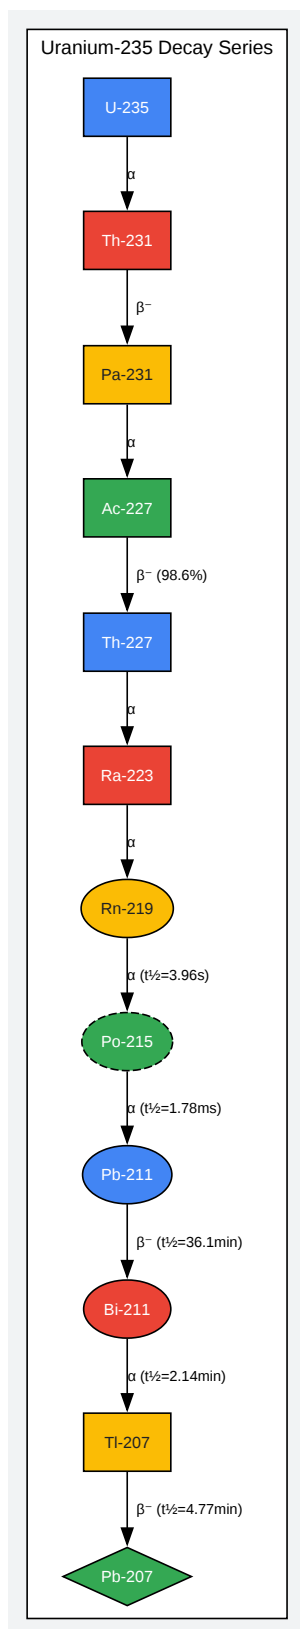 Uranium-235 Decay Series
U-235
α
Th-231
β⁻
Pa-231
α
Ac-227
β⁻ (98.6%)
Th-227
α
Ra-223
α
Rn-219
α (t½=3.96s)
Po-215
α (t½=1.78ms)
Pb-211
β⁻ (t½=36.1min)
Bi-211
α (t½=2.14min)
Tl-207
β⁻ (t½=4.77min)
Pb-207